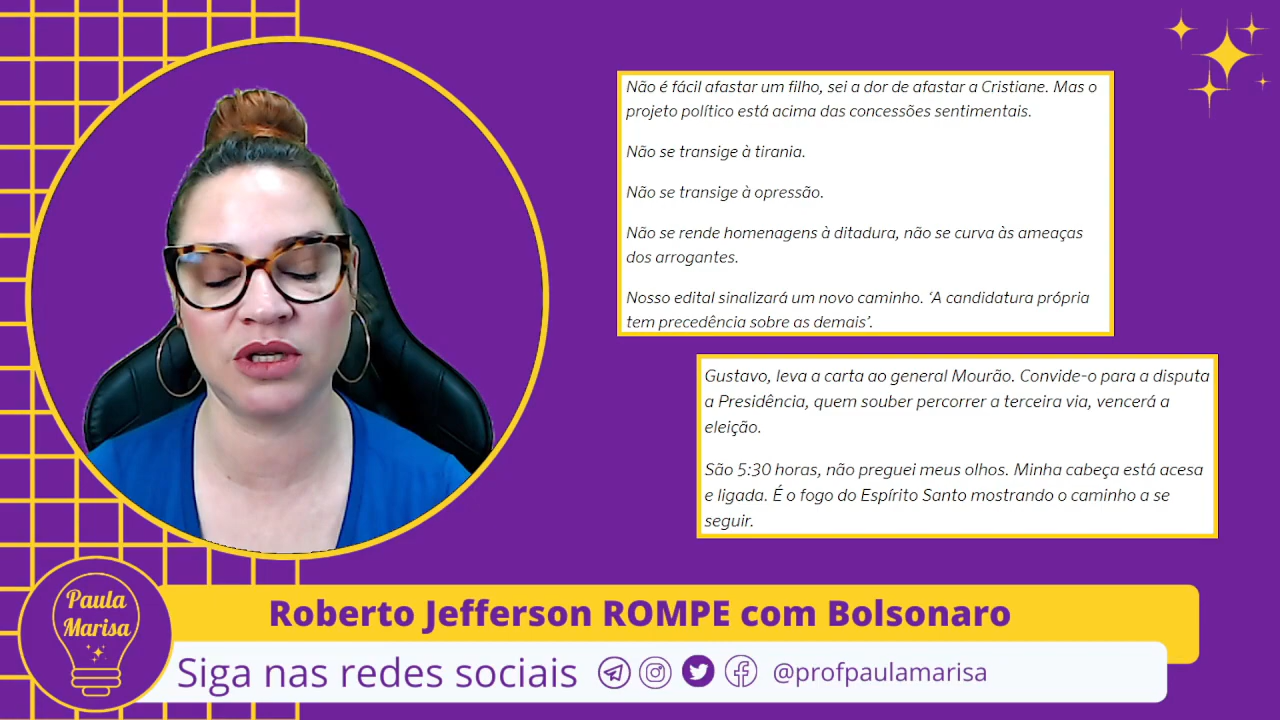 Não é fácil afastar um filho, sei a dor de afastar a Cristiane. Mas o
projeto político está acima das concessões sentimentais.
Não se transige à tirania.
Não se transige à opressão.
Não se rende homenagens à ditadura, não se curva às ameaças
dos arrogantes.
Nosso edital sinalizará um novo caminho. ‘A candidatura própria
tem precedência sobre as demais’.
Gustavo, leva a carta ao general Mourão. Convide-o para a disputa
a Presidência, quem souber percorrer a terceira via, vencerá a
eleição.
São 5:30 horas, não preguei meus olhos. Minha cabeça está acesa
e ligada. É o fogo do Espírito Santo mostrando o caminho a se
seguir.
Paula
Marisa
Roberto Jefferson ROMPE com Bolsonaro
Siga nas redes sociais @profpaulamarisa